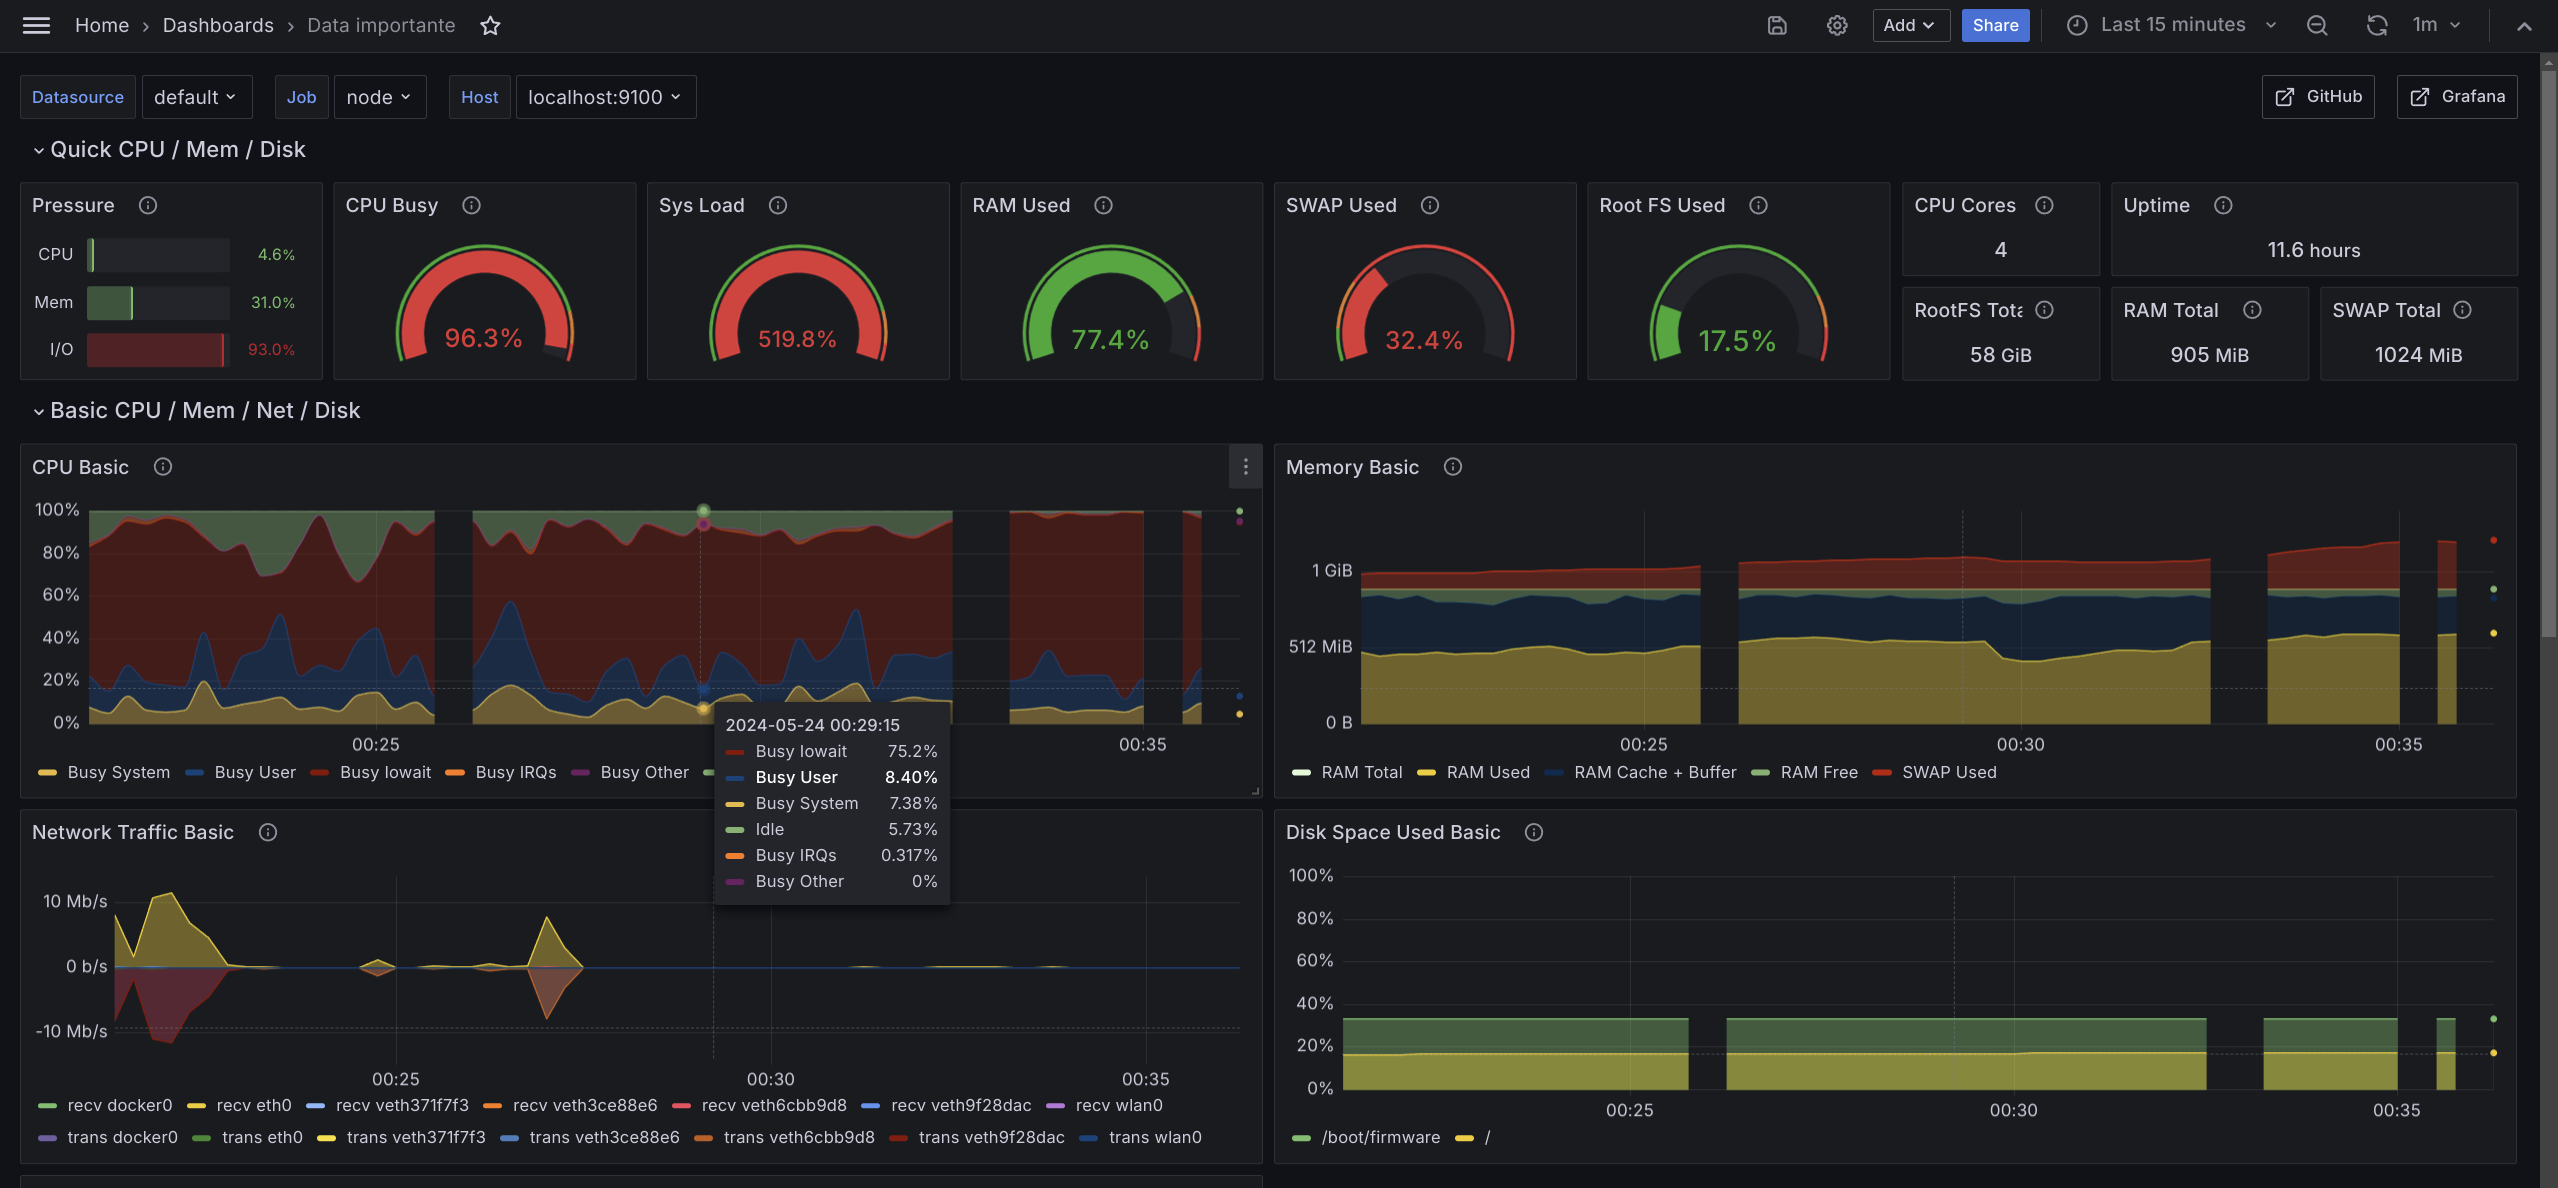 Home › Dashboards › Data importante
Add
Share
Last 15 minutes
1m
Datasource default Job node Host localhost:9100
GitHub Grafana
Quick CPU / Mem / Disk
Pressure
CPU 4.6%
Mem 31.0%
I/O 93.0%
CPU Busy
96.3%
Sys Load
519.8%
RAM Used
77.4%
SWAP Used
32.4%
Root FS Used
17.5%
CPU Cores
4
Uptime
11.6 hours
RootFS Tota
58 GiB
RAM Total
905 MiB
SWAP Total
1024 MiB
Basic CPU / Mem / Net / Disk
CPU Basic
100%
80%
60%
40%
20%
0%
00:25 00:35
Busy System Busy User Busy Iowait Busy IRQs Busy Other
2024-05-24 00:29:15
Busy Iowait 75.2%
Busy User 8.40%
Busy System 7.38%
Idle 5.73%
Busy IRQs 0.317%
Busy Other 0%
Memory Basic
1 GiB
512 MiB
0 B
00:25 00:30 00:35
RAM Total RAM Used RAM Cache + Buffer RAM Free SWAP Used
Network Traffic Basic
10 Mb/s
0 b/s
-10 Mb/s
00:25 00:30 00:35
recv docker0 recv eth0 recv veth371f7f3 recv veth3ce88e6 recv veth6cbb9d8 recv veth9f28dac recv wlan0
trans docker0 trans eth0 trans veth371f7f3 trans veth3ce88e6 trans veth6cbb9d8 trans veth9f28dac trans wlan0
Disk Space Used Basic
100%
80%
60%
40%
20%
0%
00:25 00:30 00:35
/boot/firmware /